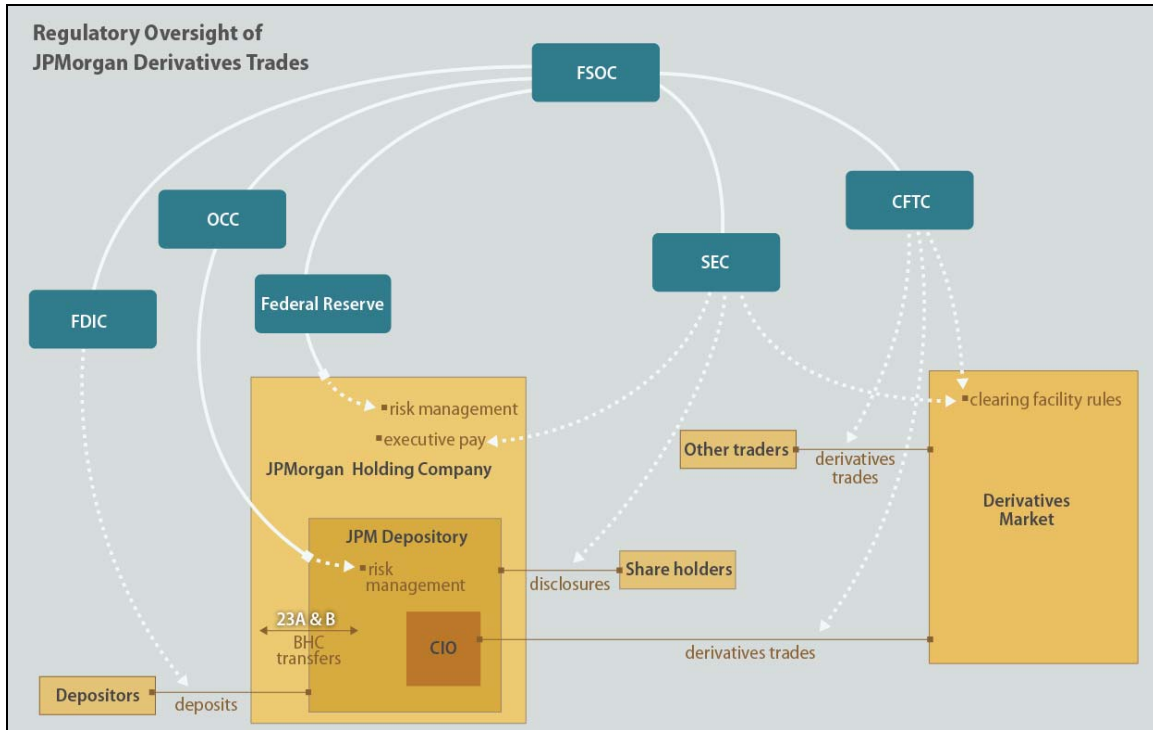 Regulatory Oversight of
JPMorgan Derivatives Trades
FSOC
OCC
CFTC
SEC
Federal Reserve
FDIC
risk management
executive pay
JPMorgan Holding Company
clearing facility rules
Other traders
derivatives
trades
Derivatives
Market
JPM Depository
risk
management
disclosures
Share holders
23A & B
BHC
transfers
CIO
derivatives trades
Depositors
deposits